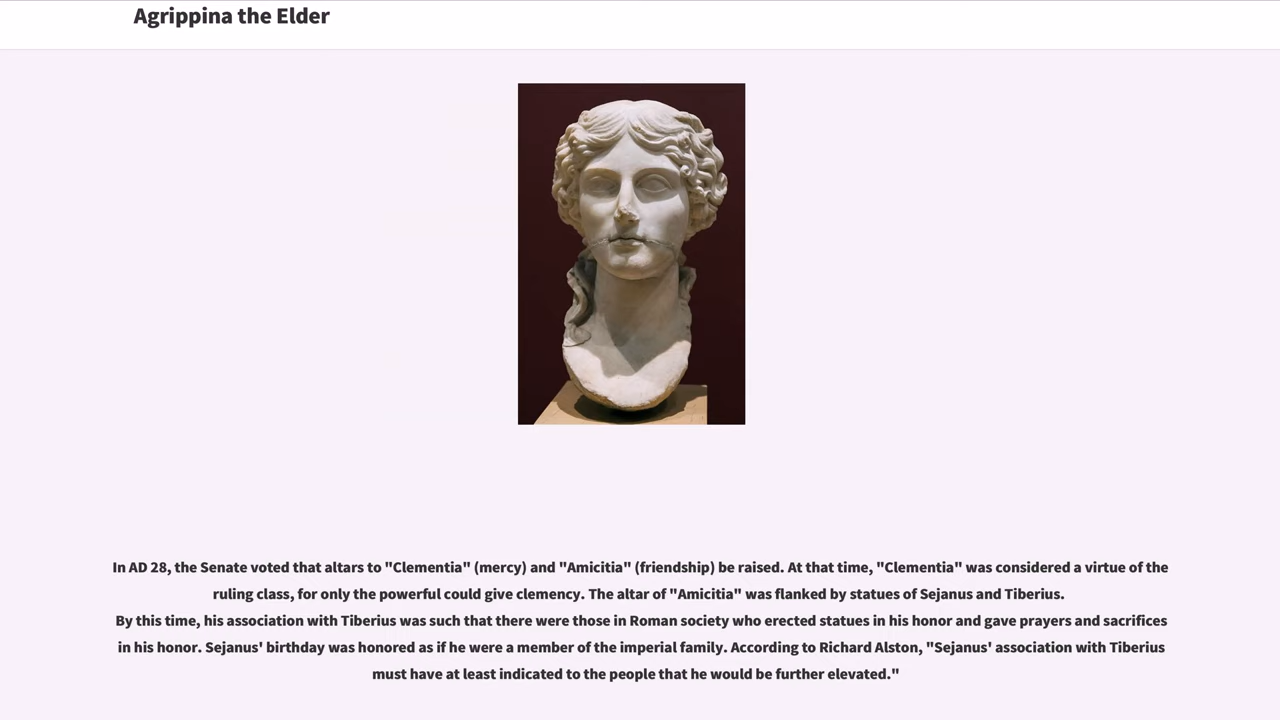 Agrippina the Elder
In AD 28, the Senate voted that altars to "Clementia" (mercy) and "Amicitia" (friendship) be raised. At that time, "Clementia" was considered a virtue of the
ruling class, for only the powerful could give clemency. The altar of "Amicitia" was flanked by statues of Sejanus and Tiberius.
By this time, his association with Tiberius was such that there were those in Roman society who erected statues in his honor and gave prayers and sacrifices
in his honor. Sejanus' birthday was honored as if he were a member of the imperial family. According to Richard Alston, "Sejanus' association with Tiberius
must have at least indicated to the people that he would be further elevated."